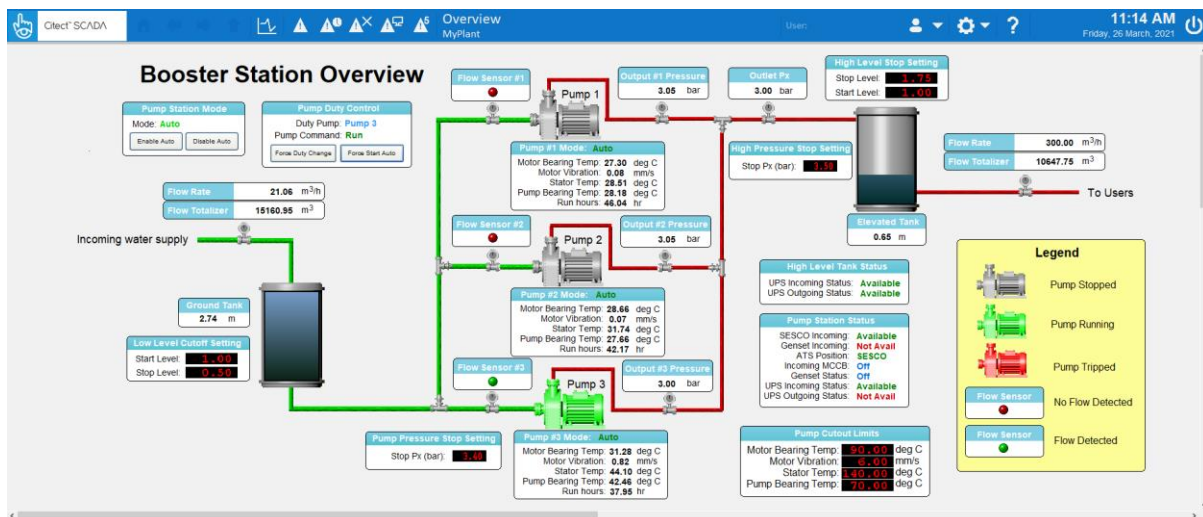 Citect SCADA
Overview
MyPlant
User:
11:14 AM
Friday, 26 March, 2021
Booster Station Overview
Pump Station Mode
Mode: Auto
Enable Auto
Disable Auto
Pump Duty Control
Duty Pump: Pump 3
Pump Command: Run
Force Duty Change
Force Start Auto
Flow Rate 21.06 m³/h
Flow Totalizer 15160.95 m³
Incoming water supply
Ground Tank
2.74 m
Low Level Cutoff Setting
Start Level: 1.00
Stop Level: 0.50
Flow Sensor #1
Pump 1
Output #1 Pressure
3.05 bar
Outlet Px
3.00 bar
Pump #1 Mode: Auto
Motor Bearing Temp: 27.30 deg C
Motor Vibration: 0.08 mm/s
Stator Temp: 28.51 deg C
Pump Bearing Temp: 28.18 deg C
Run hours: 46.04 hr
Flow Sensor #2
Pump 2
Output #2 Pressure
3.05 bar
Pump #2 Mode: Auto
Motor Bearing Temp: 28.66 deg C
Motor Vibration: 0.07 mm/s
Stator Temp: 31.74 deg C
Pump Bearing Temp: 27.66 deg C
Run hours: 42.17 hr
Flow Sensor #3
Pump 3
Output #3 Pressure
3.00 bar
Pump #3 Mode: Auto
Motor Bearing Temp: 31.28 deg C
Motor Vibration: 0.82 mm/s
Stator Temp: 44.10 deg C
Pump Bearing Temp: 42.46 deg C
Run hours: 37.95 hr
Pump Pressure Stop Setting
Stop Px (bar):
High Pressure Stop Setting
Stop Px (bar): 3.50
High Level Stop Setting
Stop Level: 1.75
Start Level: 1.00
Flow Rate 300.00 m³/h
Flow Totalizer 10647.75 m³
To Users
Elevated Tank
0.65 m
High Level Tank Status
UPS Incoming Status: Available
UPS Outgoing Status: Available
Pump Station Status
SESCO Incoming: Available
Genset Incoming: Not Avail
ATS Position: SESCO
Incoming MCCB: Off
Genset Status: Off
UPS Incoming Status: Available
UPS Outgoing Status: Not Avail
Pump Cutout Limits
Motor Bearing Temp: 90.00 deg C
Motor Vibration: 6.00 mm/s
Stator Temp: 140.00 deg C
Pump Bearing Temp: 70.00 deg C
Legend
Pump Stopped
Pump Running
Pump Tripped
Flow Sensor
No Flow Detected
Flow Sensor
Flow Detected